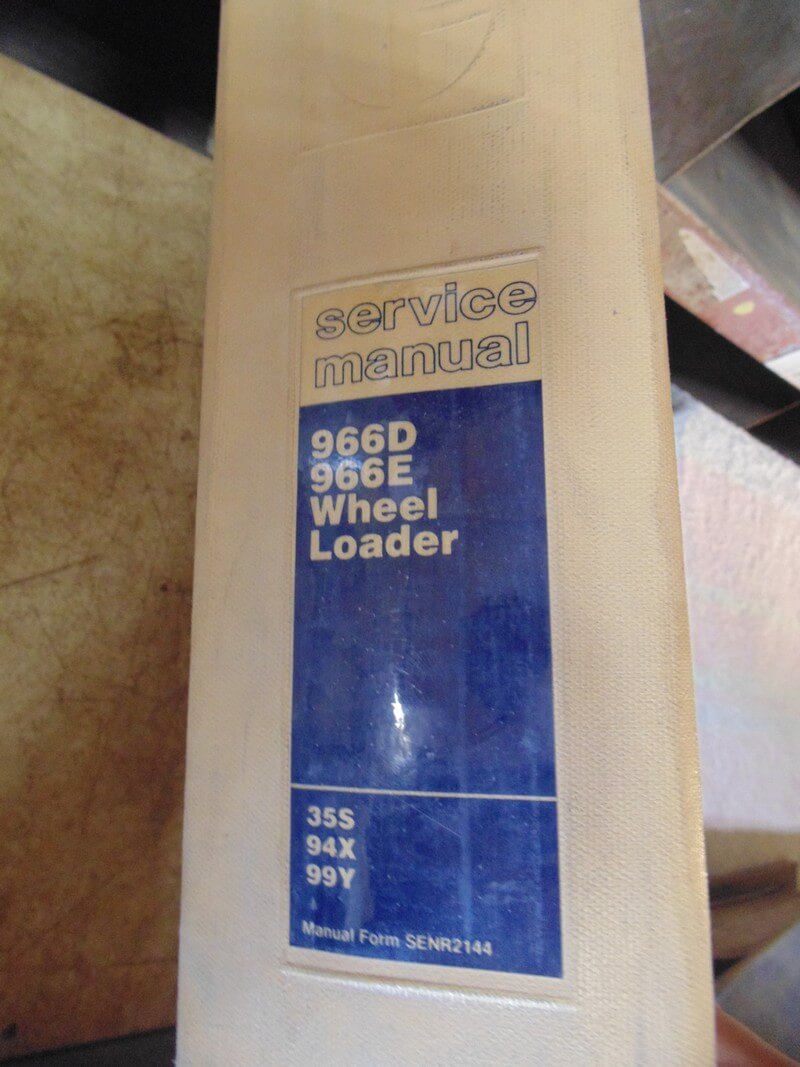 service
manual
966D
966E
Wheel
Loader
35S
94X
99Y
Manual Form SENR2144